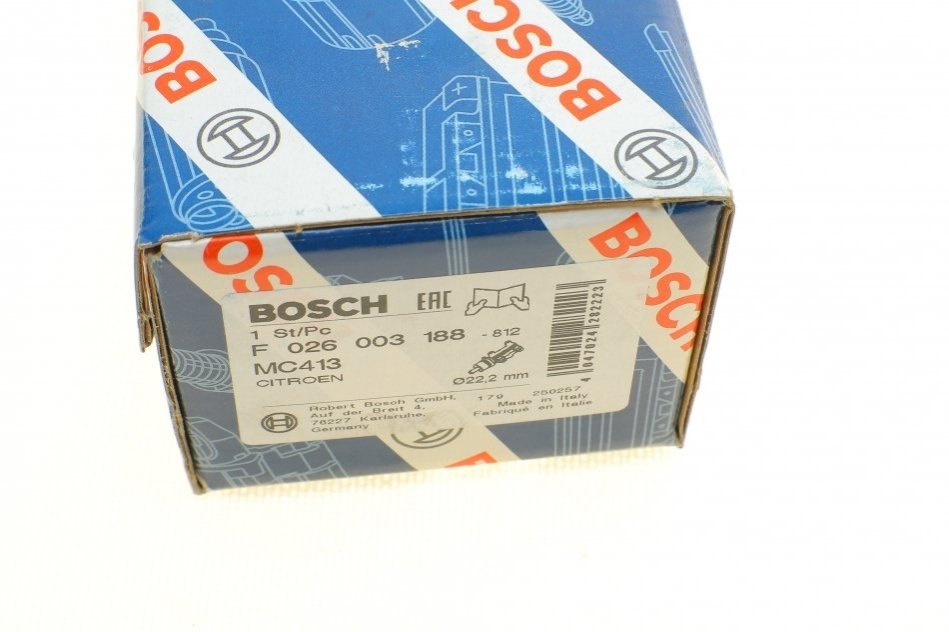 BOSCH
BOSCH
BOSCH
BOSCH EAC
1 St/Pc
F 026 003 188 - 812
MC413
CITROEN
Ø22,2 mm
4 047024 282223
Robert Bosch GmbH,
Auf der Breit 4,
76227 Karlsruhe,
Germany
179 250257
Made in Italy
Fabriqué en Italie